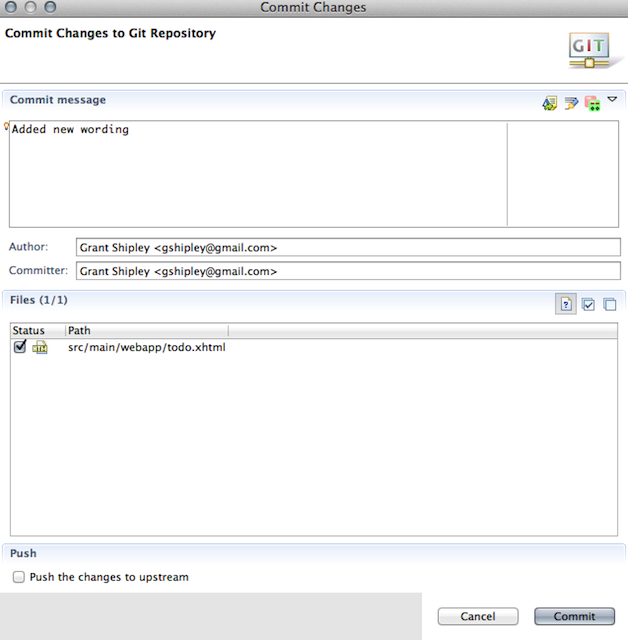 Commit Changes
Commit Changes to Git Repository
GIT
Commit message
Added new wording
Author: Grant Shipley <gshipley@gmail.com>
Committer: Grant Shipley <gshipley@gmail.com>
Files (1/1)
Status Path
src/main/webapp/todo.xhtml
Push
Push the changes to upstream
Cancel Commit